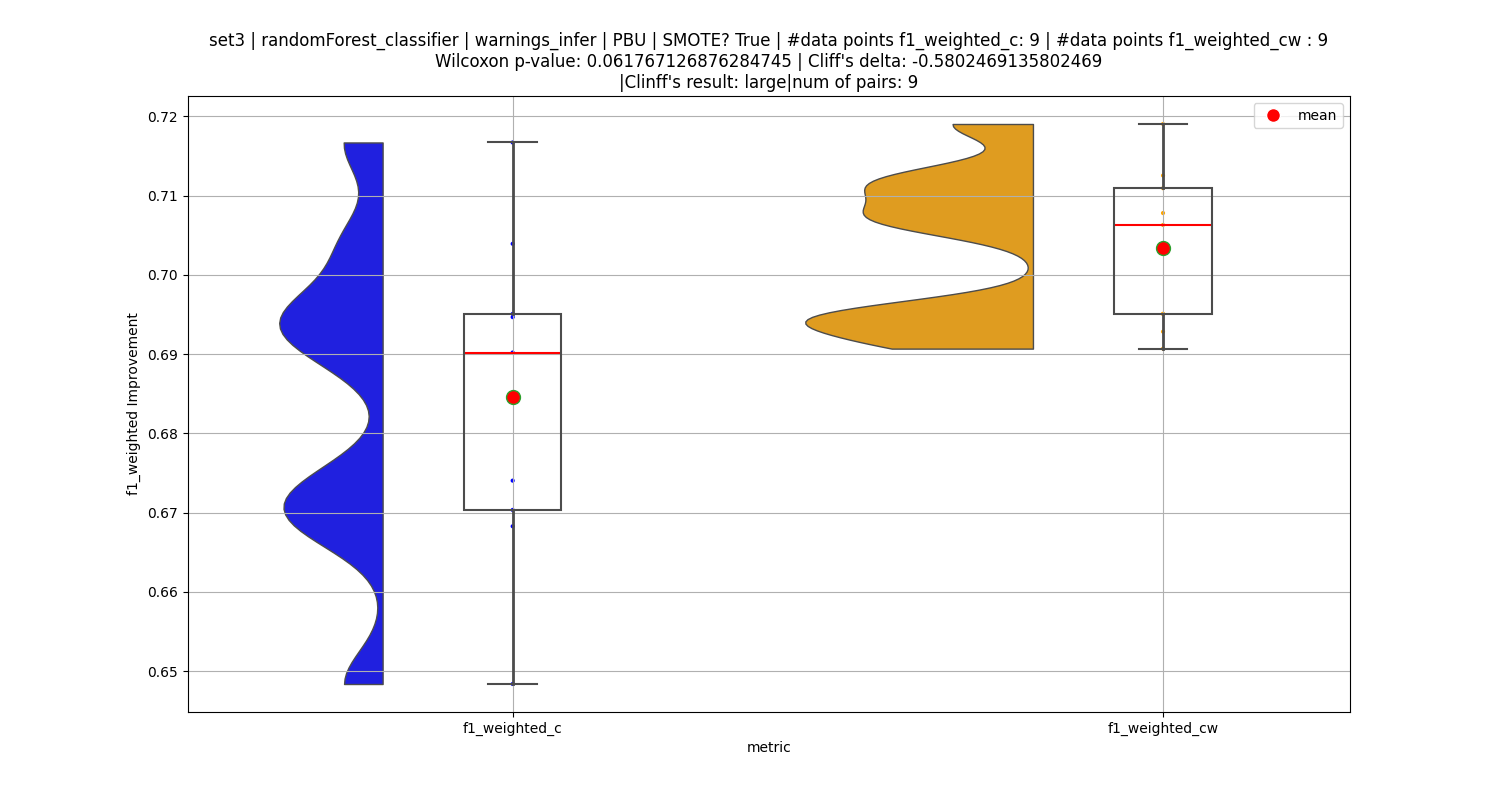 set3 | randomForest_classifier | warnings_infer | PBU | SMOTE? True | #data points f1_weighted_c: 9 | #data points f1_weighted_cw : 9
Wilcoxon p-value: 0.061767126876284745 | Cliff's delta: -0.5802469135802469
|Clinff's result: large|num of pairs: 9
mean
0.72
0.71
0.70
0.69
0.68
0.67
0.66
0.65
f1_weighted Improvement
f1_weighted_c
f1_weighted_cw
metric